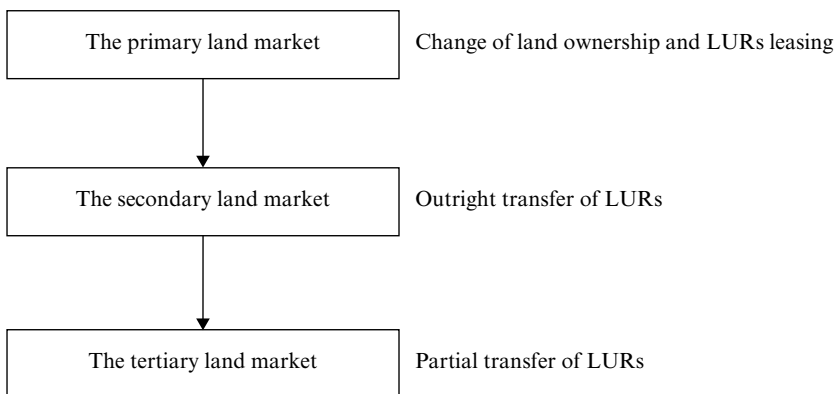 The primary land market
Change of land ownership and LURs leasing
The secondary land market
Outright transfer of LURs
The tertiary land market
Partial transfer of LURs